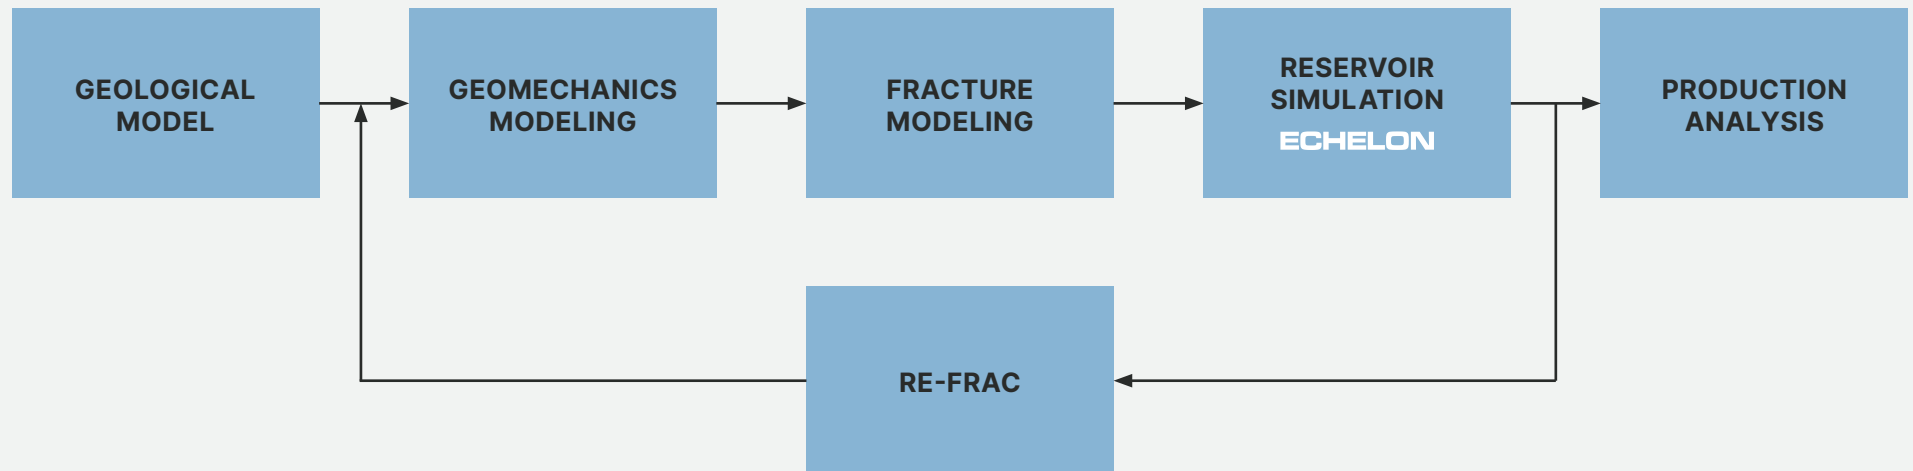 GEOLOGICAL
MODEL
GEOMECHANICS
MODELING
FRACTURE
MODELING
RESERVOIR
SIMULATION
ECHELON
PRODUCTION
ANALYSIS
RE-FRAC